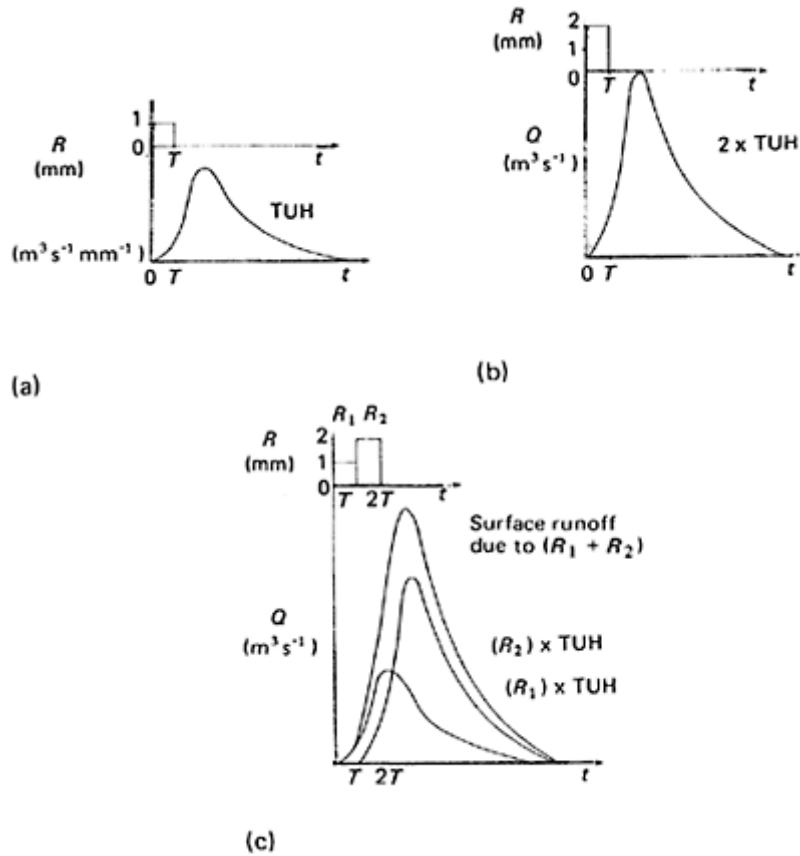 R
(mm)
1
0
T
t
TUH
(m³ s⁻¹ mm⁻¹)
0 T
t
(a)
R
(mm)
2
1
0
T
t
Q
(m³ s⁻¹)
2 x TUH
0 T
t
(b)
R₁ R₂
R
(mm)
2
1
0
T 2T
t
Surface runoff
due to (R₁ + R₂)
Q
(m³ s⁻¹)
(R₂) x TUH
(R₁) x TUH
T 2T
t
(c)